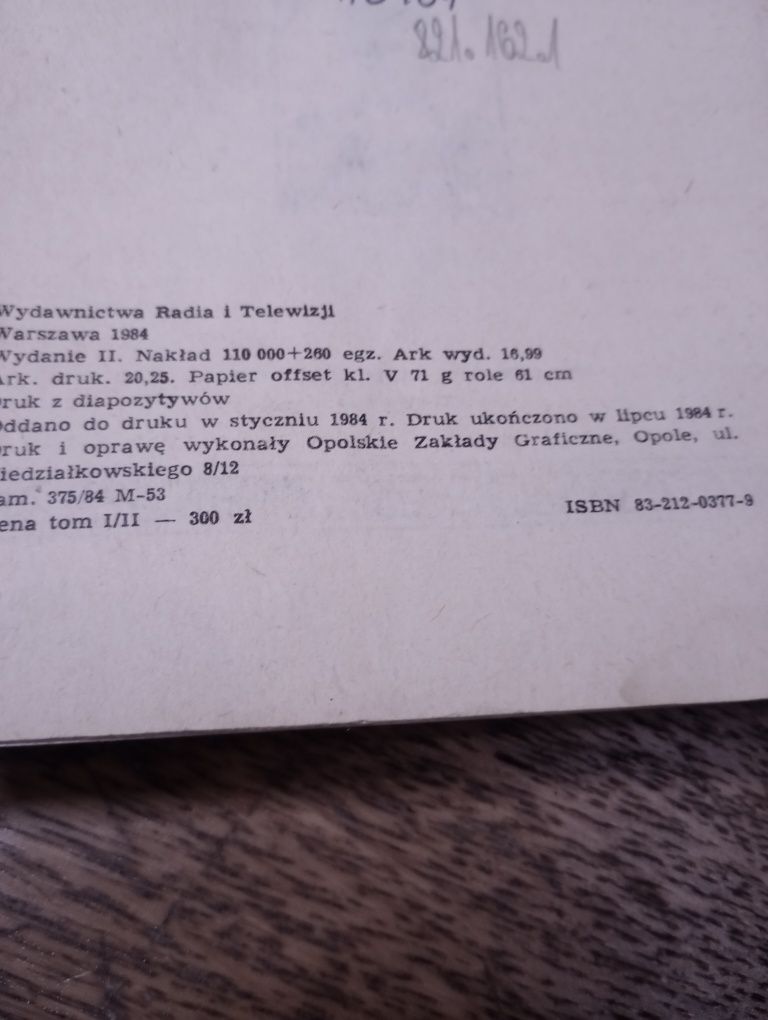 821.162.1
Wydawnictwa Radia i Telewizji
Warszawa 1984
Wydanie II. Nakład 110 000+260 egz. Ark wyd. 16,99
Ark. druk. 20,25. Papier offset kl. V 71 g role 61 cm
Druk z diapozytywów
Oddano do druku w styczniu 1984 r. Druk ukończono w lipcu 1984 r.
Druk i oprawę wykonały Opolskie Zakłady Graficzne, Opole, ul.
iedziałkowskiego 8/12
am. 375/84 M-53
ena tom I/II — 300 zł
ISBN 83-212-0377-9